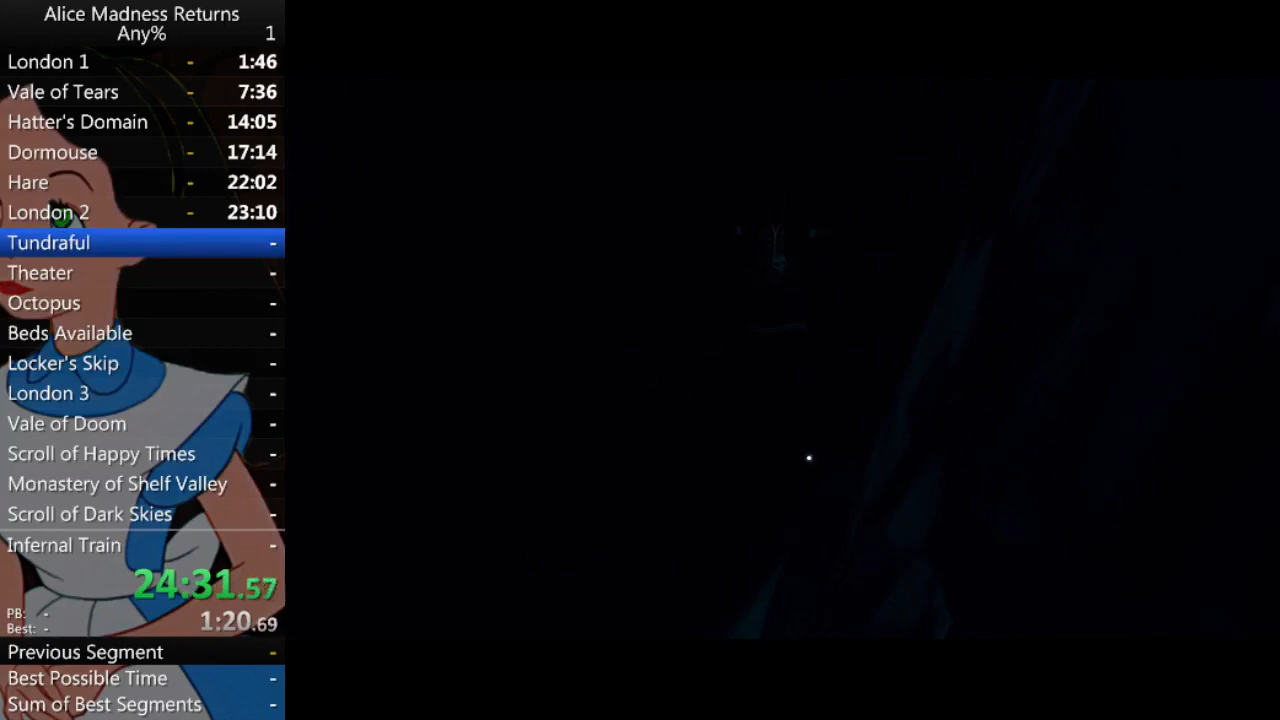 Alice Madness Returns
Any% 1
London 1 - 1:46
Vale of Tears - 7:36
Hatter's Domain - 14:05
Dormouse - 17:14
Hare - 22:02
London 2 - 23:10
Tundraful -
Theater -
Octopus -
Beds Available -
Locker's Skip -
London 3 -
Vale of Doom -
Scroll of Happy Times -
Monastery of Shelf Valley -
Scroll of Dark Skies -
Infernal Train -
24:31.57
PB: -
Best: - 1:20.69
Previous Segment -
Best Possible Time -
Sum of Best Segments -